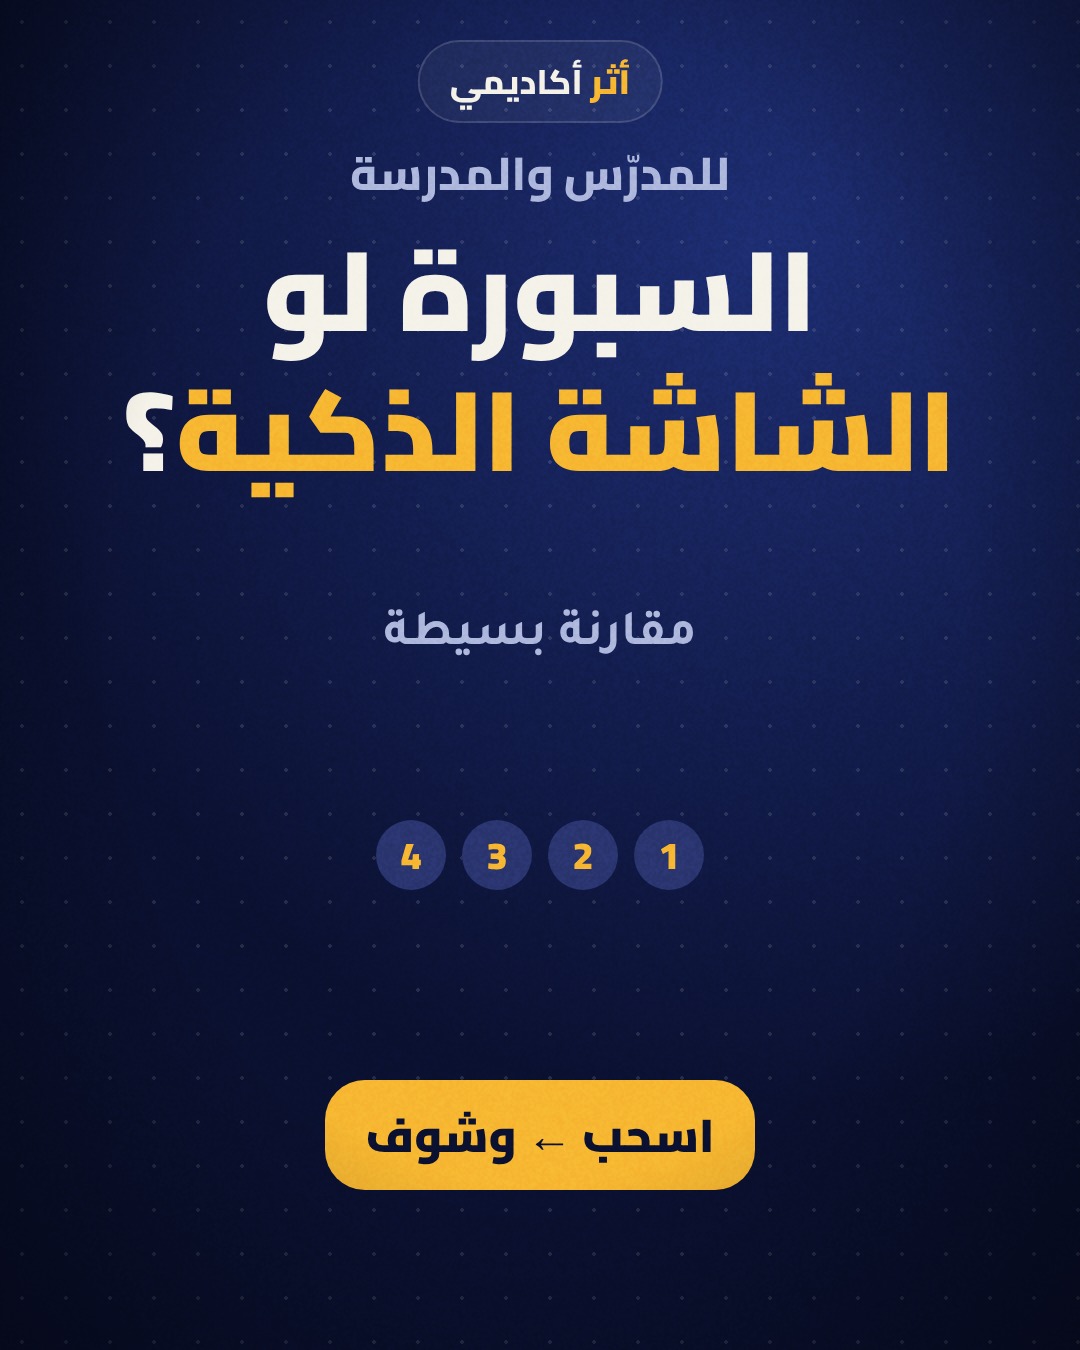 أثر أكاديمي
للمدرّس والمدرسة
السبورة لو
الشاشة الذكية؟
مقارنة بسيطة
1 2 3 4
اسحب ← وشوف